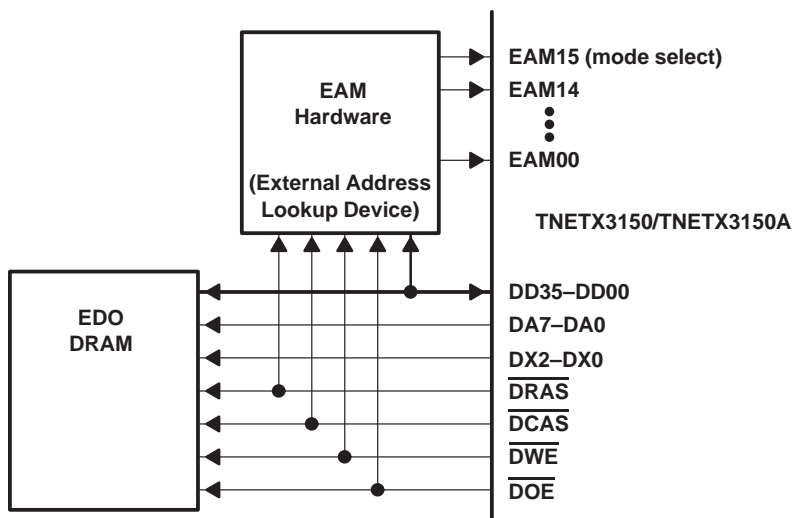 EAM
Hardware
(External Address
Lookup Device)
EAM15 (mode select)
EAM14
EAM00
TNETX3150/TNETX3150A
EDO
DRAM
DD35–DD00
DA7–DA0
DX2–DX0
DRAS
DCAS
DWE
DOE